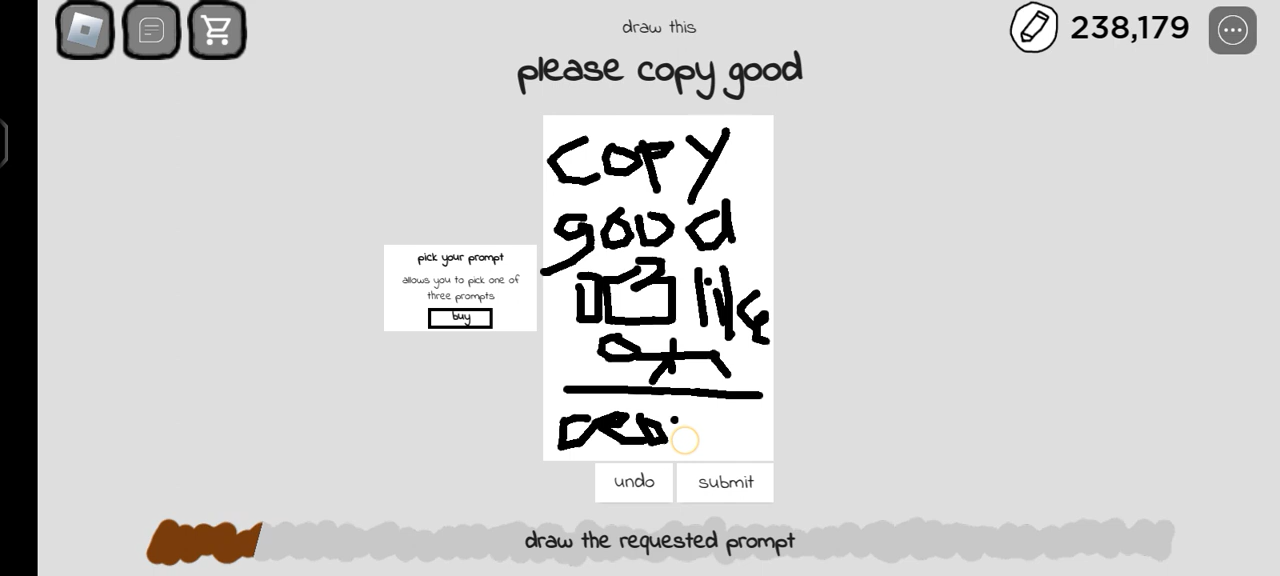 draw this
238,179
please copy good
copy
good
like
pick your prompt
allows you to pick one of
three prompts
buy
undo
submit
draw the requested prompt